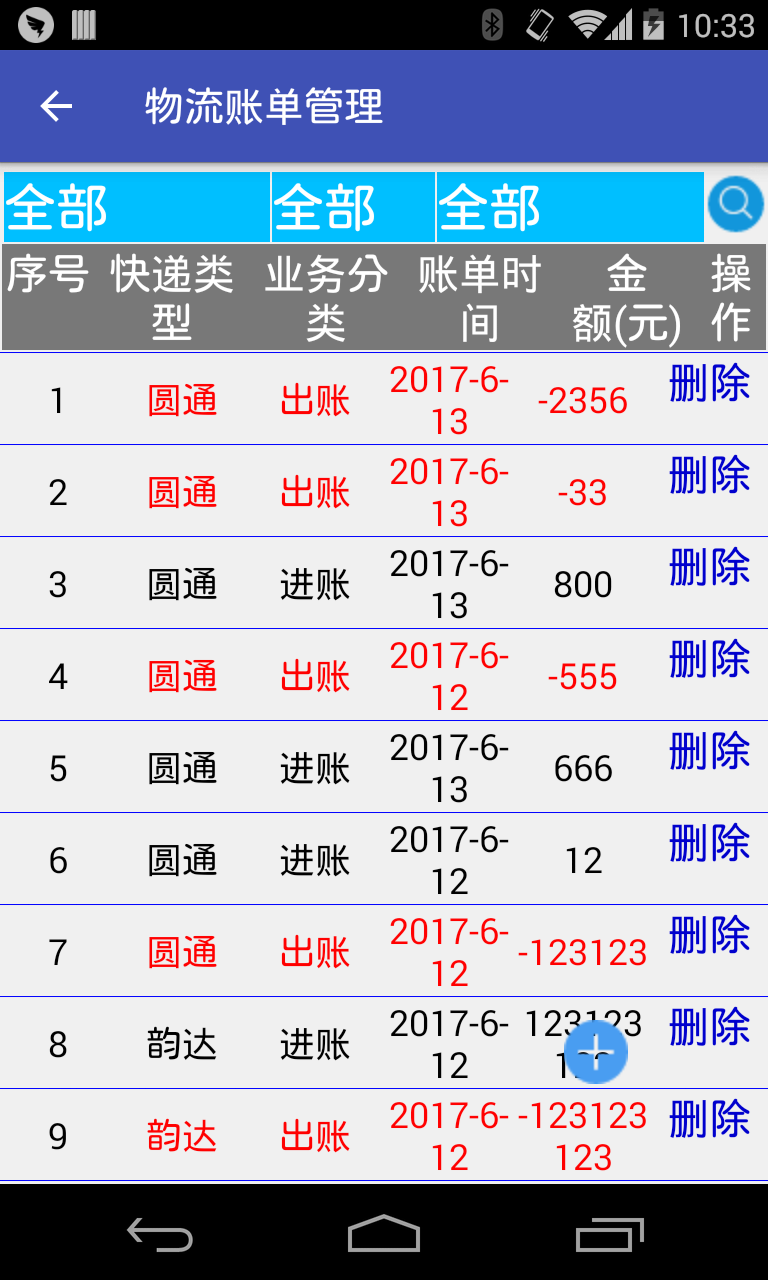 10:33
物流账单管理
全部 全部 全部
序号 快递类 业务分 账单时 金 操
型 类 间 额(元) 作
1 圆通 出账 2017-6- -2356 删除
13
2 圆通 出账 2017-6- -33 删除
13
3 圆通 进账 2017-6- 800 删除
13
4 圆通 出账 2017-6- -555 删除
12
5 圆通 进账 2017-6- 666 删除
13
6 圆通 进账 2017-6- 12 删除
12
7 圆通 出账 2017-6- -123123 删除
12
8 韵达 进账 2017-6- 123123 删除
12
9 韵达 出账 2017-6- -123123 删除
12 123